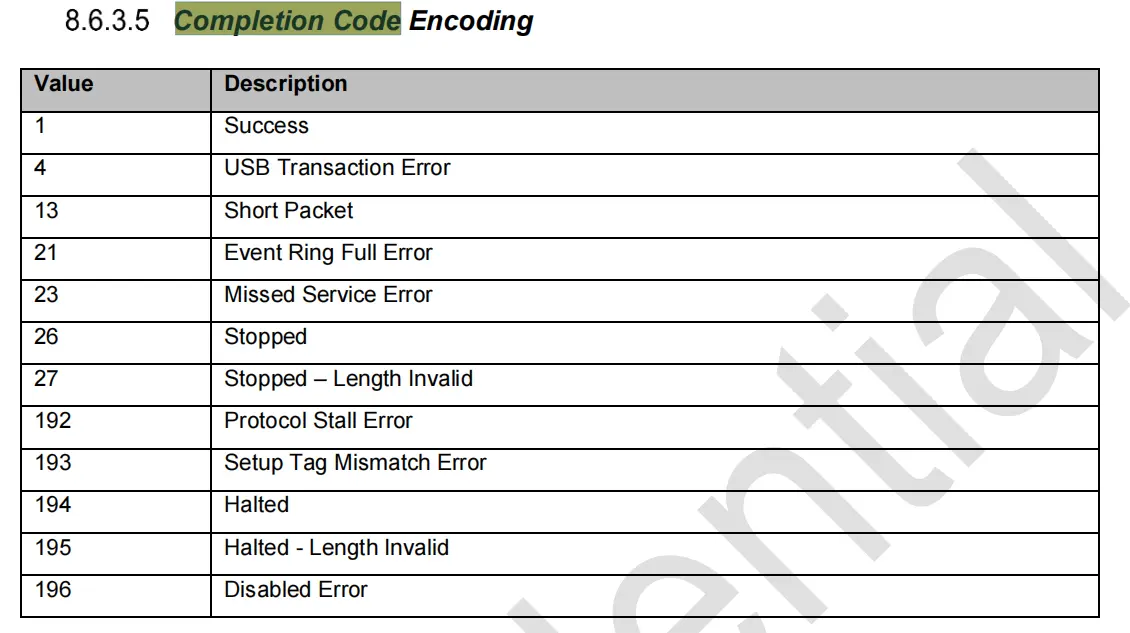 8.6.3.5 Completion Code Encoding
Value Description
1 Success
4 USB Transaction Error
13 Short Packet
21 Event Ring Full Error
23 Missed Service Error
26 Stopped
27 Stopped – Length Invalid
192 Protocol Stall Error
193 Setup Tag Mismatch Error
194 Halted
195 Halted - Length Invalid
196 Disabled Error
dential